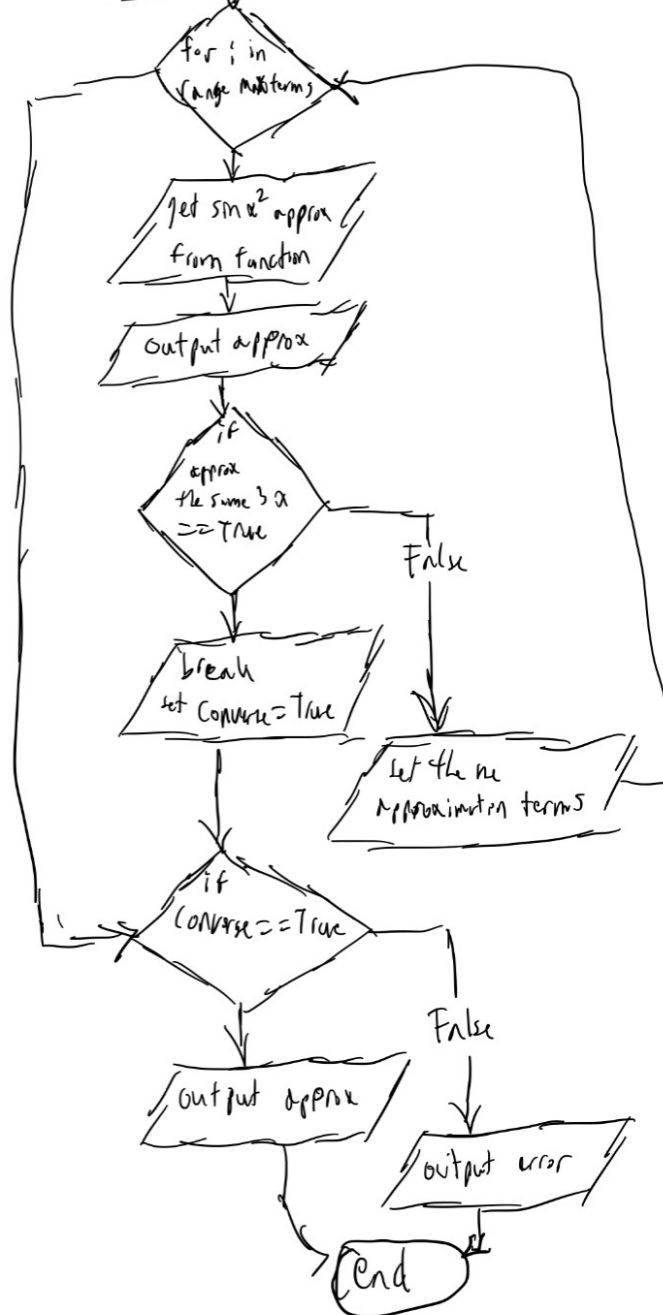 for i in
range terms
get sin x² approx
from function
output approx
if
approx
the same 3 x
== True
False
break
set Converse = True
set the
approximation terms
if
Converse == True
False
output approx
output error
end